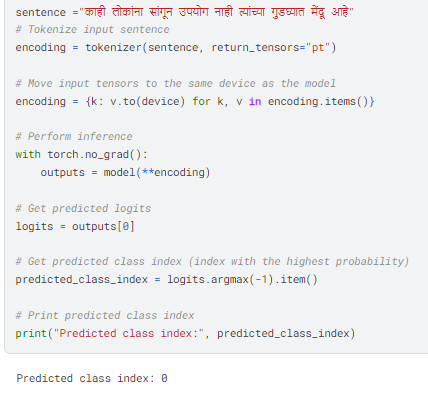 sentence ="काही लोकांना सांगून उपयोग नाही त्यांच्या गुडघ्यात मेंदू आहे"
# Tokenize input sentence
encoding = tokenizer(sentence, return_tensors="pt")
# Move input tensors to the same device as the model
encoding = {k: v.to(device) for k, v in encoding.items()}
# Perform inference
with torch.no_grad():
    outputs = model(**encoding)
# Get predicted logits
logits = outputs[0]
# Get predicted class index (index with the highest probability)
predicted_class_index = logits.argmax(-1).item()
# Print predicted class index
print("Predicted class index:", predicted_class_index)
Predicted class index: 0